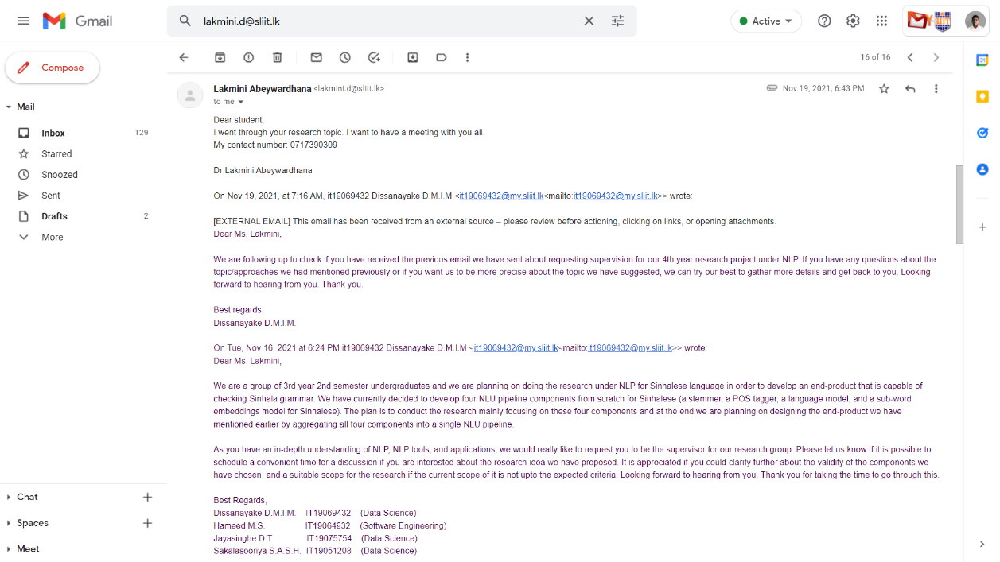 Gmail
lakmini.d@sliit.lk
Active
Compose
16 of 16
Mail
Inbox 129
Starred
Snoozed
Sent
Drafts 2
More
Chat
Spaces
Meet
Lakmini Abeywardhana <lakmini.d@sliit.lk>
Nov 19, 2021, 6:43 PM
to me
Dear student,
I went through your research topic. I want to have a meeting with you all.
My contact number: 0717390309
Dr Lakmini Abeywardhana
On Nov 19, 2021, at 7:16 AM, it19069432 Dissanayake D.M.I.M <it19069432@my.sliit.lk<mailto:it19069432@my.sliit.lk>> wrote:
[EXTERNAL EMAIL] This email has been received from an external source – please review before actioning, clicking on links, or opening attachments.
Dear Ms. Lakmini,
We are following up to check if you have received the previous email we have sent about requesting supervision for our 4th year research project under NLP. If you have any questions about the
topic/approaches we had mentioned previously or if you want us to be more precise about the topic we have suggested, we can try our best to gather more details and get back to you. Looking
forward to hearing from you. Thank you.
Best regards,
Dissanayake D.M.I.M.
On Tue, Nov 16, 2021 at 6:24 PM it19069432 Dissanayake D.M.I.M <it19069432@my.sliit.lk<mailto:it19069432@my.sliit.lk>> wrote:
Dear Ms. Lakmini,
We are a group of 3rd year 2nd semester undergraduates and we are planning on doing the research under NLP for Sinhalese language in order to develop an end-product that is capable of
checking Sinhala grammar. We have currently decided to develop four NLU pipeline components from scratch for Sinhalese (a stemmer, a POS tagger, a language model, and a sub-word
embeddings model for Sinhalese). The plan is to conduct the research mainly focusing on these four components and at the end we are planning on designing the end-product we have
mentioned earlier by aggregating all four components into a single NLU pipeline.
As you have an in-depth understanding of NLP, NLP tools, and applications, we would really like to request you to be the supervisor for our research group. Please let us know if it is possible to
schedule a convenient time for a discussion if you are interested about the research idea we have proposed. It is appreciated if you could clarify further about the validity of the components we
have chosen, and a suitable scope for the research if the current scope of it is not upto the expected criteria. Looking forward to hearing from you. Thank you for taking the time to go through this.
Best Regards,
Dissanayake D.M.I.M. IT19069432 (Data Science)
Hameed M.S. IT19064932 (Software Engineering)
Jayasinghe D.T. IT19075754 (Data Science)
Sakalasooriya S.A.S.H. IT19051208 (Data Science)